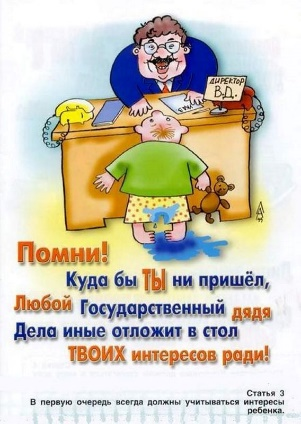 ДИРЕКТОР
В.Д.
Помни!
Куда бы ТЫ ни пришёл,
Любой Государственный дядя
Дела иные отложит в стол
ТВОИХ интересов ради!
Статья 3
В первую очередь всегда должны учитываться интересы
ребенка.